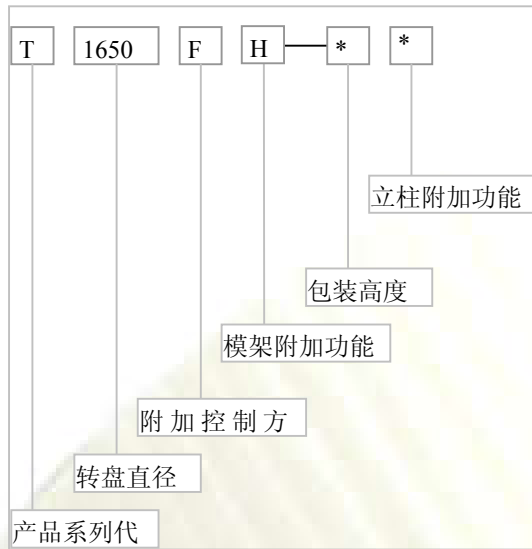 T 1650 F H — * *
立柱附加功能
包装高度
模架附加功能
附加控制方
转盘直径
产品系列代